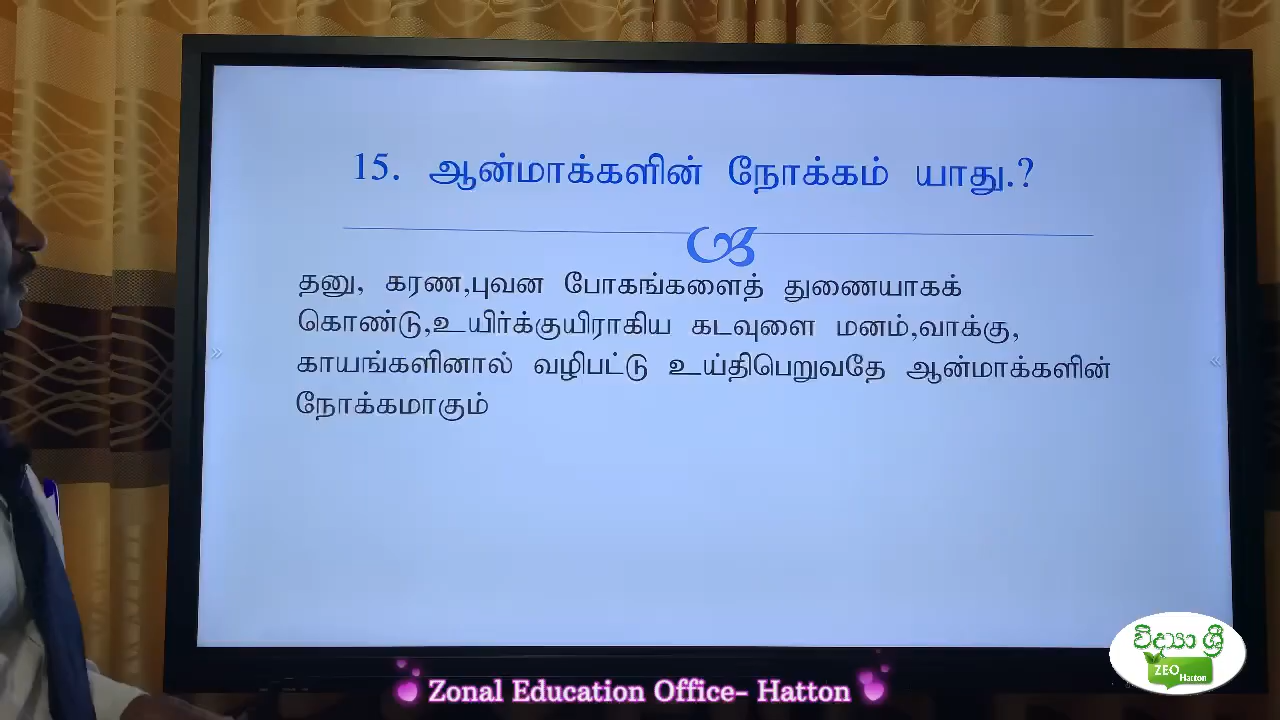 15. ஆன்மாக்களின் நோக்கம் யாது.?
தனு, கரண,புவன போகங்களைத் துணையாகக்
கொண்டு,உயிர்க்குயிராகிய கடவுளை மனம்,வாக்கு,
காயங்களினால் வழிபட்டு உய்திபெறுவதே ஆன்மாக்களின்
நோக்கமாகும்
Zonal Education Office- Hatton
විද්‍යා ශ්‍රී
ZEO
Hatton